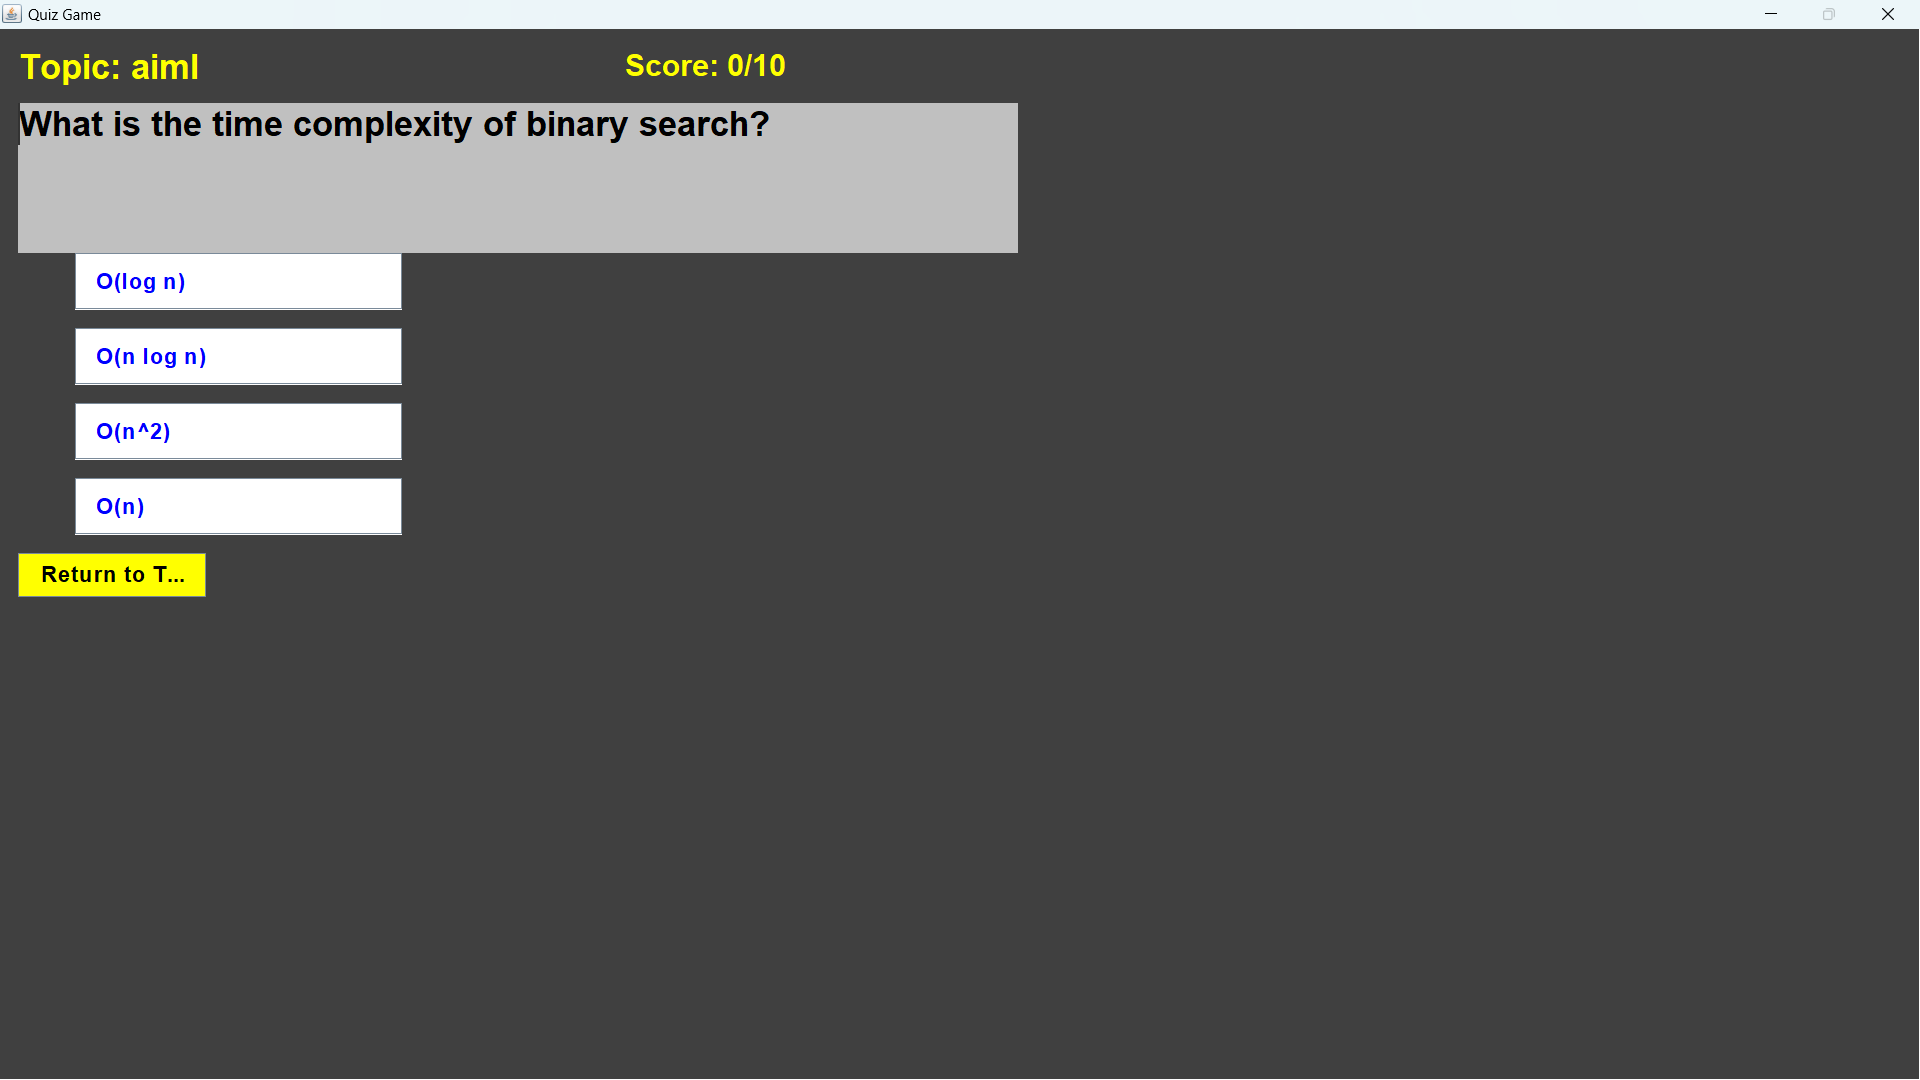 Quiz Game
Topic: aiml
Score: 0/10
What is the time complexity of binary search?
O(log n)
O(n log n)
O(n^2)
O(n)
Return to T...